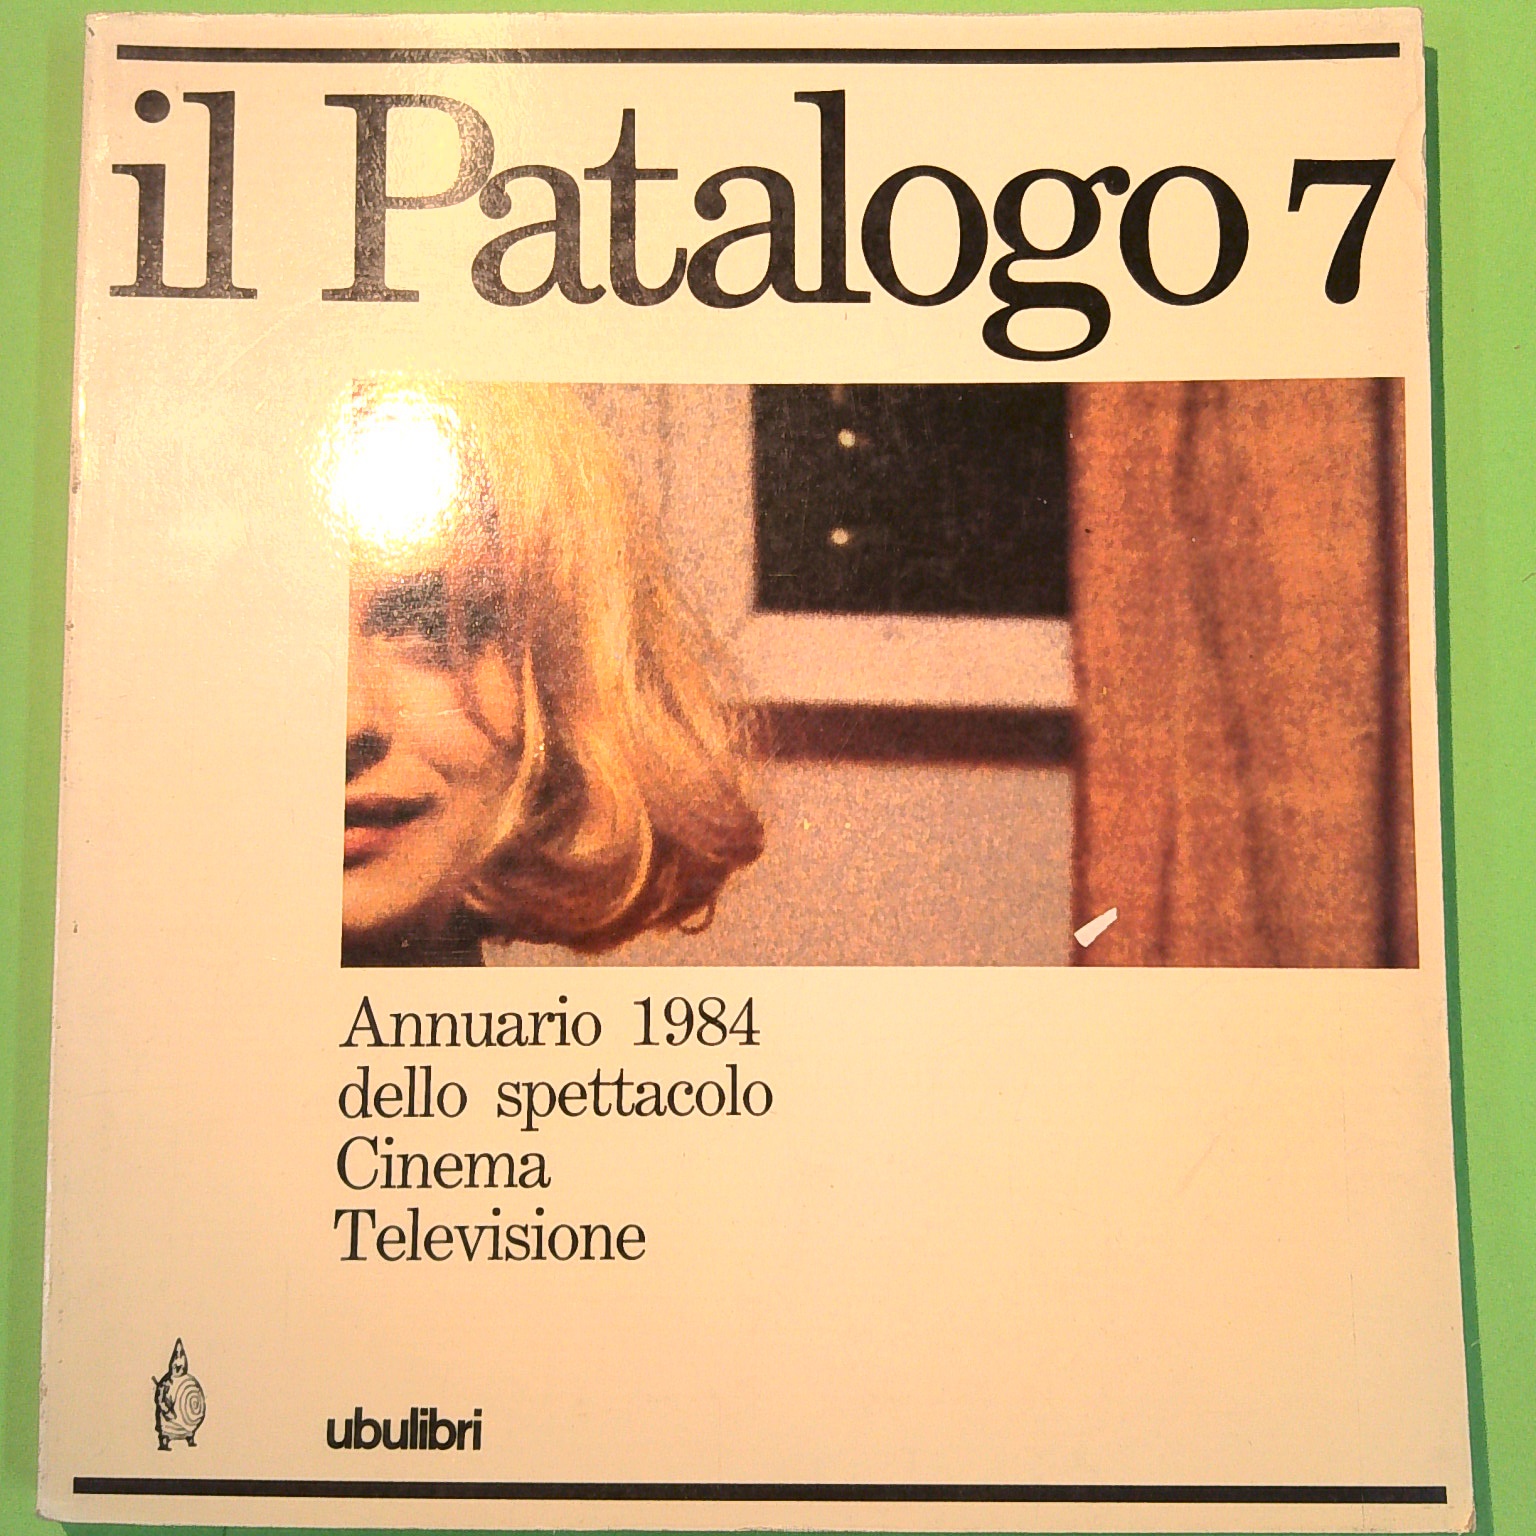 il Patalogo 7
Annuario 1984
dello spettacolo
Cinema
Televisione
ubulibri